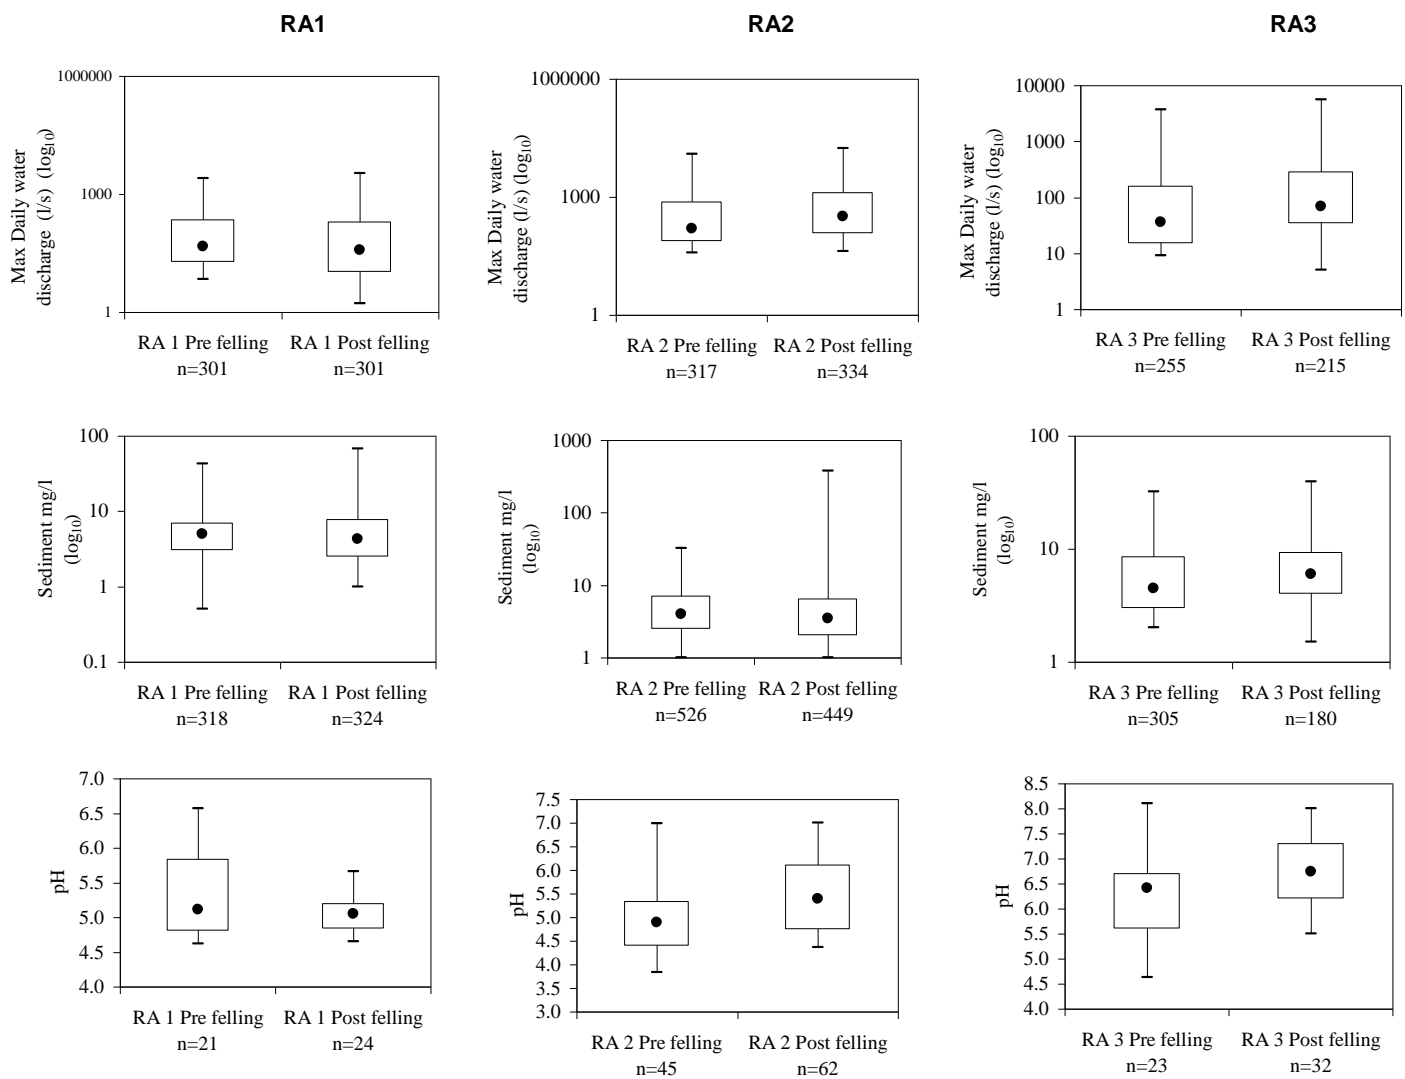 RA1
RA2
RA3
Max Daily water
discharge (l/s) (log₁₀)
1000000
1000
1
RA 1 Pre felling
n=301
RA 1 Post felling
n=301
Max Daily water
discharge (l/s) (log₁₀)
1000000
1000
1
RA 2 Pre felling
n=317
RA 2 Post felling
n=334
Max Daily water
discharge (l/s) (log₁₀)
10000
1000
100
10
1
RA 3 Pre felling
n=255
RA 3 Post felling
n=215
Sediment mg/l
(log₁₀)
100
10
1
0.1
RA 1 Pre felling
n=318
RA 1 Post felling
n=324
Sediment mg/l
(log₁₀)
1000
100
10
1
RA 2 Pre felling
n=526
RA 2 Post felling
n=449
Sediment mg/l
(log₁₀)
100
10
1
RA 3 Pre felling
n=305
RA 3 Post felling
n=180
pH
7.0
6.5
6.0
5.5
5.0
4.5
4.0
RA 1 Pre felling
n=21
RA 1 Post felling
n=24
pH
7.5
7.0
6.5
6.0
5.5
5.0
4.5
4.0
3.5
3.0
RA 2 Pre felling
n=45
RA 2 Post felling
n=62
pH
8.5
8.0
7.5
7.0
6.5
6.0
5.5
5.0
4.5
4.0
RA 3 Pre felling
n=23
RA 3 Post felling
n=32